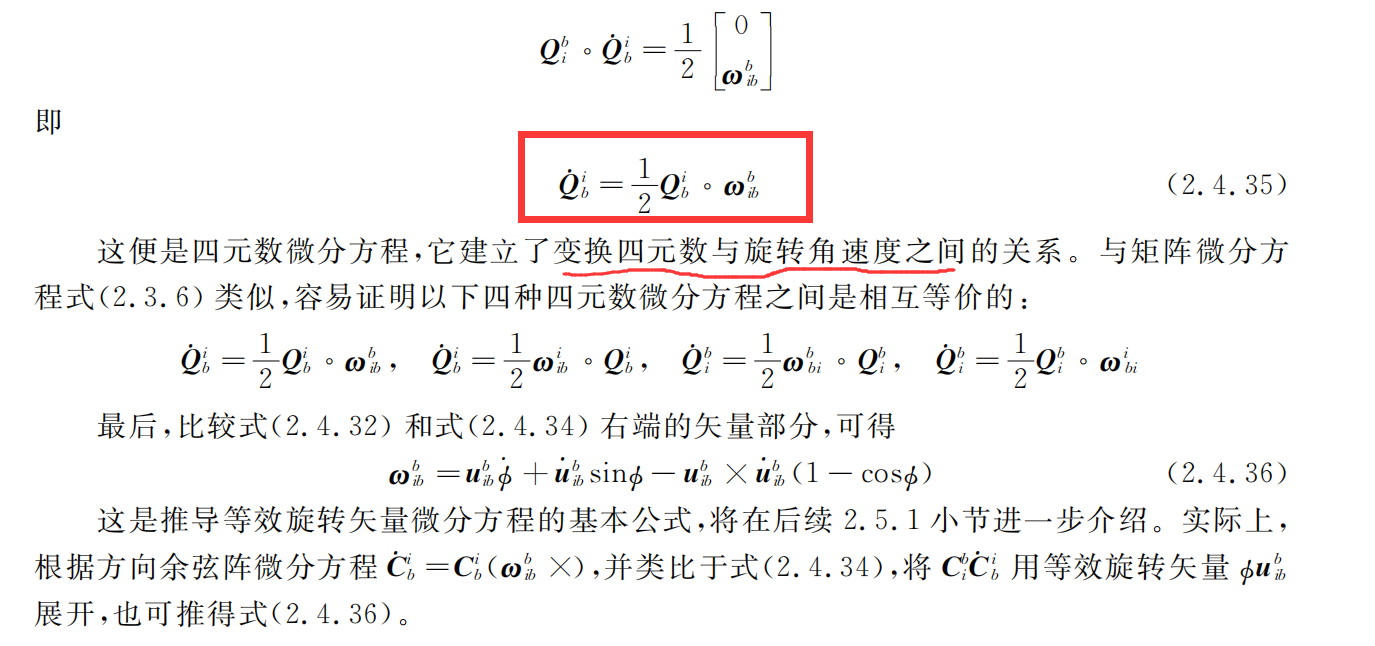 $\boldsymbol{Q}_i^b \circ \dot{\boldsymbol{Q}}_b^i = \frac{1}{2} \begin{bmatrix} 0 \\ \boldsymbol{\omega}_{ib}^b \end{bmatrix}$
即
$\dot{\boldsymbol{Q}}_b^i = \frac{1}{2} \boldsymbol{Q}_b^i \circ \boldsymbol{\omega}_{ib}^b$ (2.4.35)
这便是四元数微分方程,它建立了变换四元数与旋转角速度之间的关系。与矩阵微分方
程式(2.3.6)类似,容易证明以下四种四元数微分方程之间是相互等价的:
$\dot{\boldsymbol{Q}}_b^i = \frac{1}{2} \boldsymbol{Q}_b^i \circ \boldsymbol{\omega}_{ib}^b, \quad \dot{\boldsymbol{Q}}_b^i = \frac{1}{2} \boldsymbol{\omega}_{ib}^i \circ \boldsymbol{Q}_b^i, \quad \dot{\boldsymbol{Q}}_i^b = \frac{1}{2} \boldsymbol{\omega}_{bi}^b \circ \boldsymbol{Q}_i^b, \quad \dot{\boldsymbol{Q}}_i^b = \frac{1}{2} \boldsymbol{Q}_i^b \circ \boldsymbol{\omega}_{bi}^i$
最后,比较式(2.4.32)和式(2.4.34)右端的矢量部分,可得
$\boldsymbol{\omega}_{ib}^b = \boldsymbol{u}_{ib}^b \dot{\phi} + \dot{\boldsymbol{u}}_{ib}^b \sin\phi - \boldsymbol{u}_{ib}^b \times \dot{\boldsymbol{u}}_{ib}^b (1 - \cos\phi)$ (2.4.36)
这是推导等效旋转矢量微分方程的基本公式,将在后续 2.5.1 小节进一步介绍。实际上,
根据方向余弦阵微分方程 $\dot{\boldsymbol{C}}_b^i = \boldsymbol{C}_b^i (\boldsymbol{\omega}_{ib}^b \times)$,并类比于式(2.4.34),将 $\boldsymbol{C}_i^b \dot{\boldsymbol{C}}_b^i$ 用等效旋转矢量 $\phi \boldsymbol{u}_{ib}^b$
展开,也可推得式(2.4.36)。